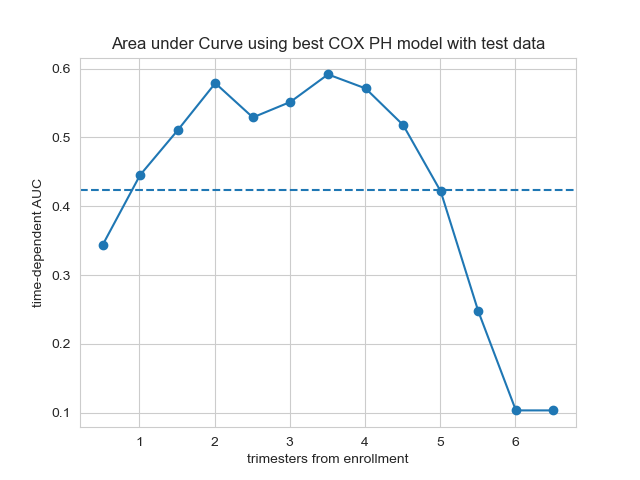 Area under Curve using best COX PH model with test data
time-dependent AUC
0.6
0.5
0.4
0.3
0.2
0.1
1 2 3 4 5 6
trimesters from enrollment